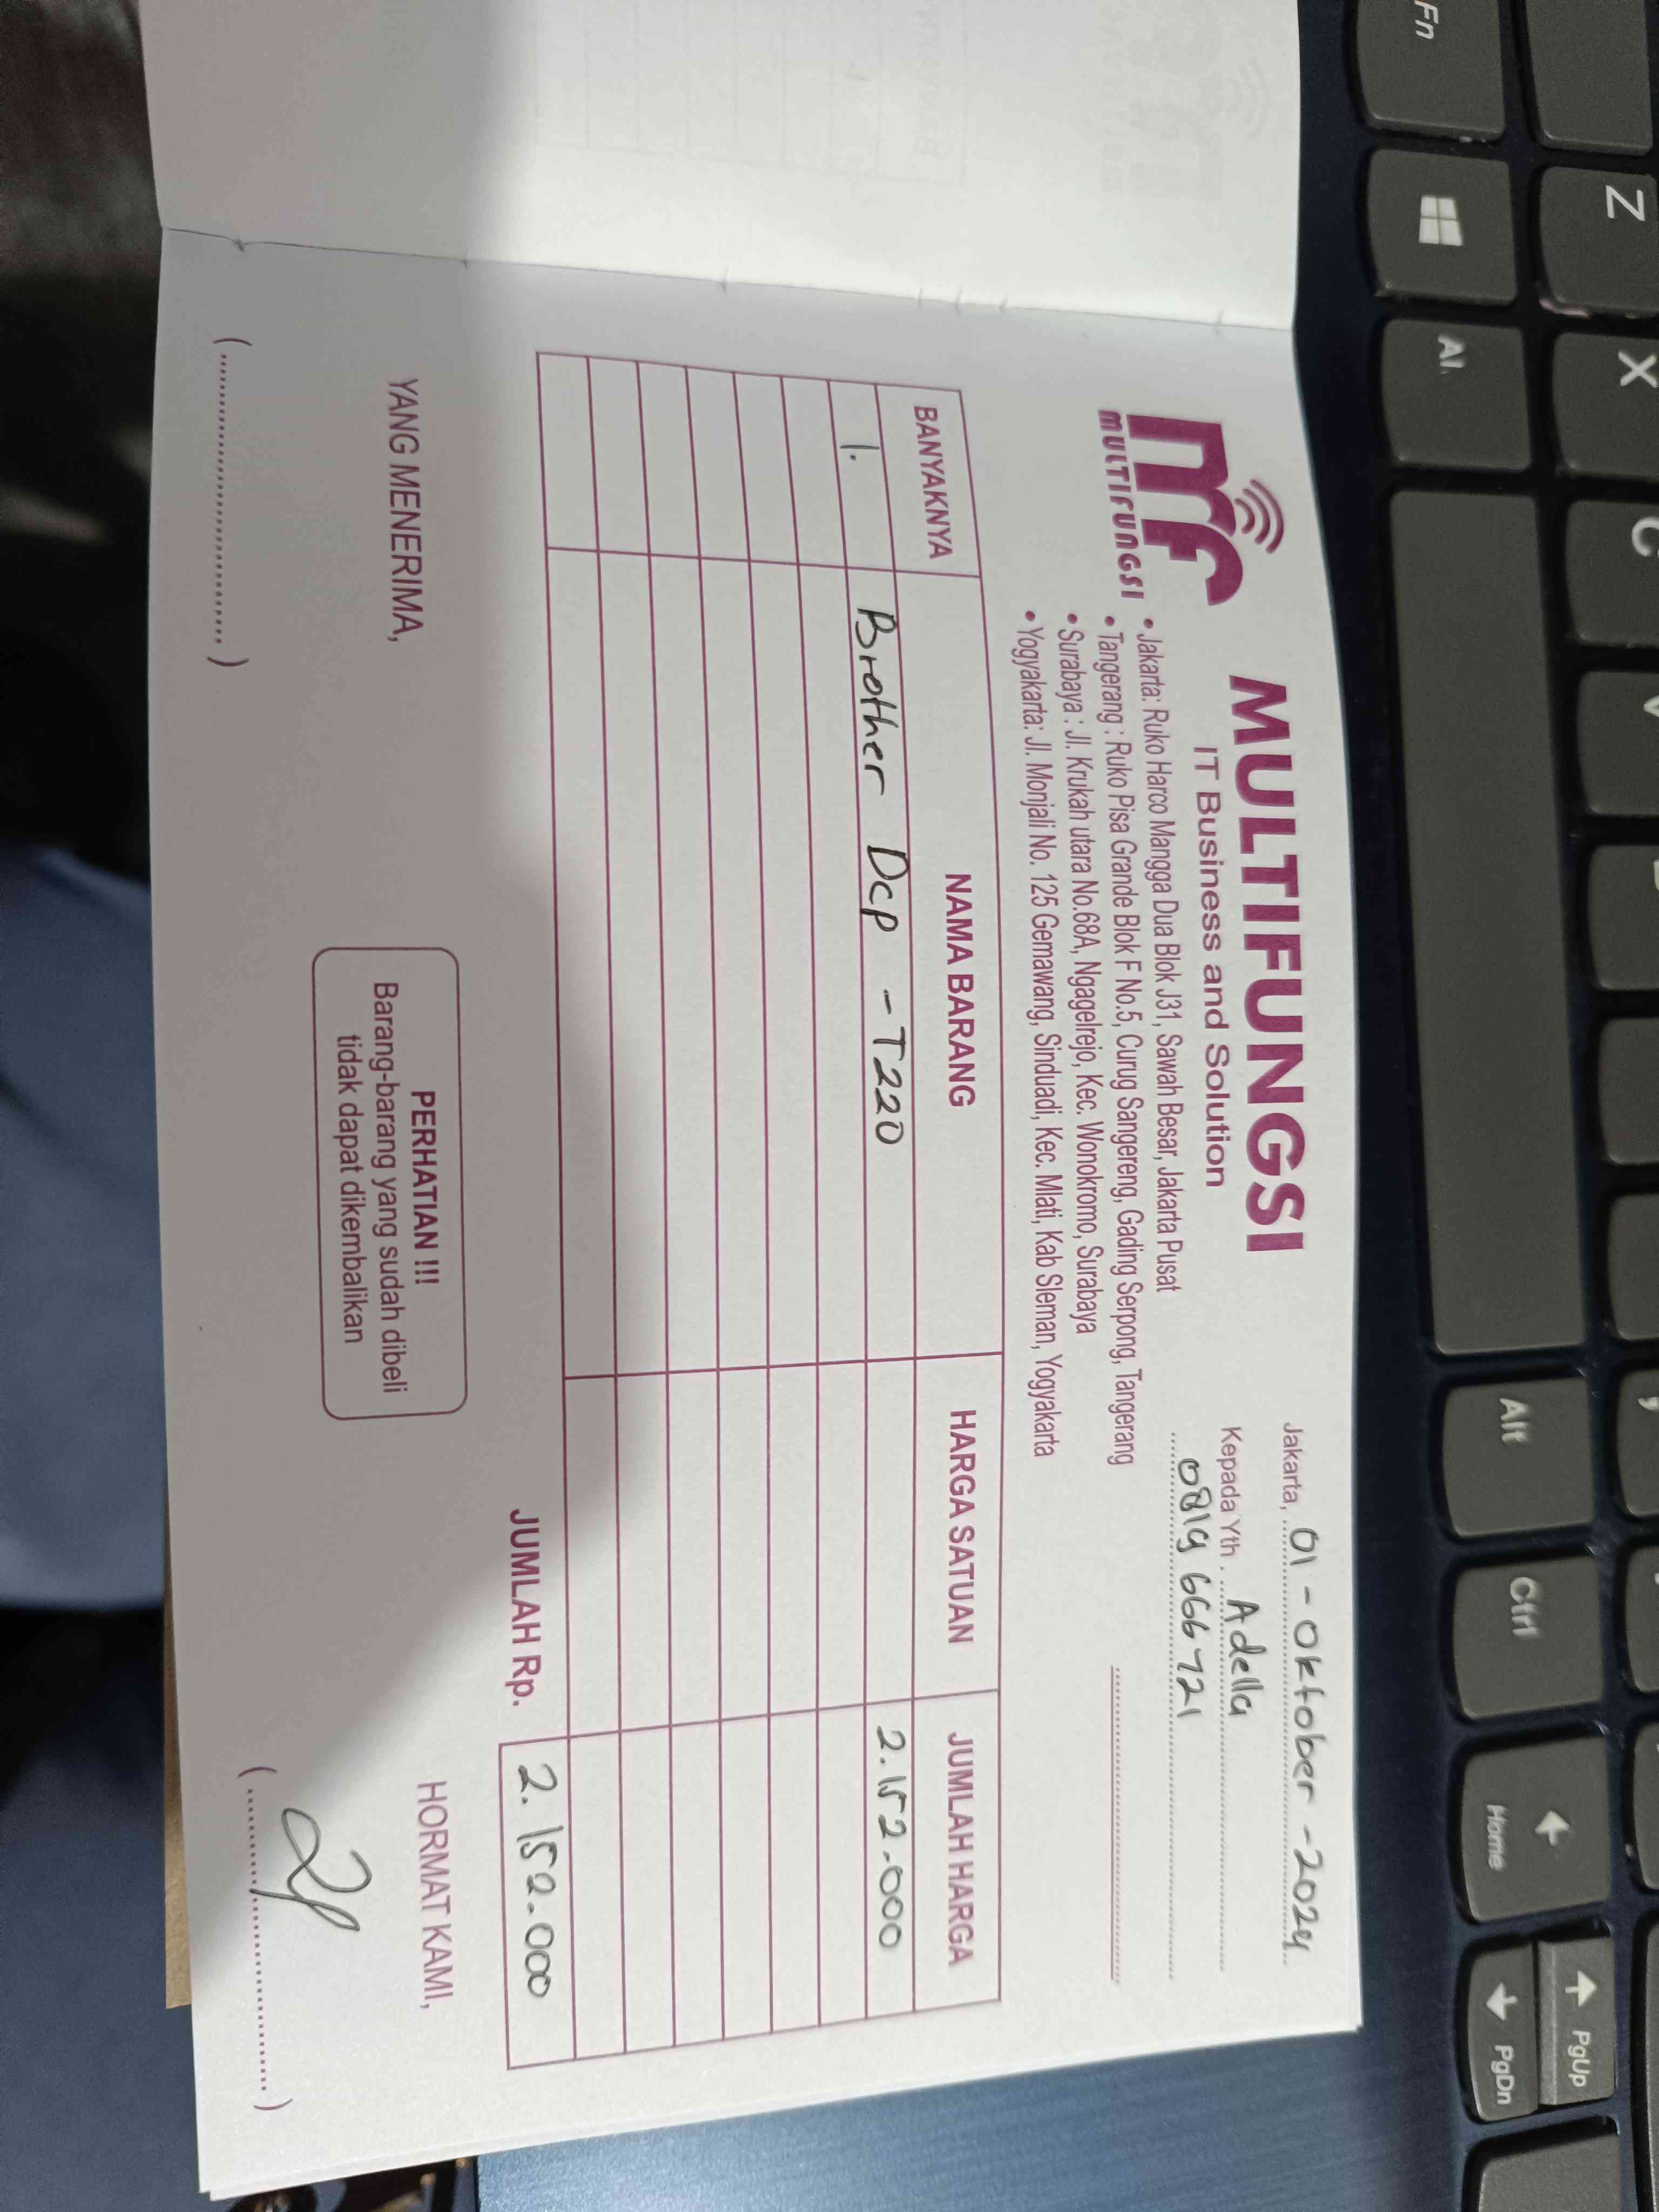 MULTIFUNGSI
IT Business and Solution
MULTIFUNGSI
• Jakarta: Ruko Harco Mangga Dua Blok J31, Sawah Besar, Jakarta Pusat
• Tangerang : Ruko Pisa Grande Blok F No.5, Curug Sangereng, Gading Serpong, Tangerang
• Surabaya : Jl. Krukah utara No.68A, Ngagelrejo, Kec. Wonokromo, Surabaya
• Yogyakarta: Jl. Monjali No. 125 Gemawang, Sinduadi, Kec. Mlati, Kab Sleman, Yogyakarta
Jakarta, 01 - Oktober - 2024
Kepada Yth. Adella
0819 666 721
BANYAKNYA NAMA BARANG HARGA SATUAN JUMLAH HARGA
1. Brother Dcp - T220 2.152.000
JUMLAH Rp. 2.152.000
YANG MENERIMA,
PERHATIAN !!!
Barang-barang yang sudah dibeli
tidak dapat dikembalikan
HORMAT KAMI,
Fn
Z
X
C
Alt
Ctrl
Home
PgUp
PgDn